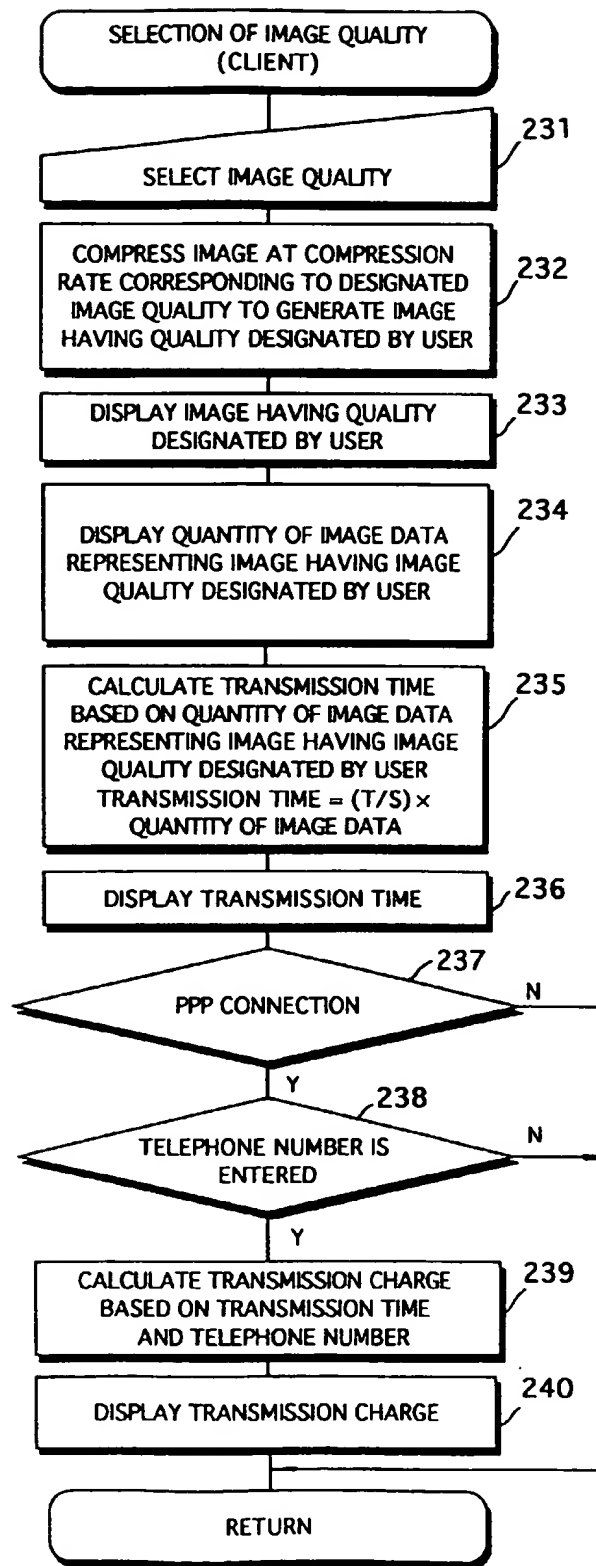 SELECTION OF IMAGE QUALITY
(CLIENT)
231
SELECT IMAGE QUALITY
COMPRESS IMAGE AT COMPRESSION
RATE CORRESPONDING TO DESIGNATED
IMAGE QUALITY TO GENERATE IMAGE
HAVING QUALITY DESIGNATED BY USER
232
DISPLAY IMAGE HAVING QUALITY
DESIGNATED BY USER
233
DISPLAY QUANTITY OF IMAGE DATA
REPRESENTING IMAGE HAVING IMAGE
QUALITY DESIGNATED BY USER
234
CALCULATE TRANSMISSION TIME
BASED ON QUANTITY OF IMAGE DATA
REPRESENTING IMAGE HAVING IMAGE
QUALITY DESIGNATED BY USER
TRANSMISSION TIME = (T/S) ×
QUANTITY OF IMAGE DATA
235
DISPLAY TRANSMISSION TIME
236
PPP CONNECTION
237
N
Y
TELEPHONE NUMBER IS
ENTERED
238
N
Y
CALCULATE TRANSMISSION CHARGE
BASED ON TRANSMISSION TIME
AND TELEPHONE NUMBER
239
DISPLAY TRANSMISSION CHARGE
240
RETURN